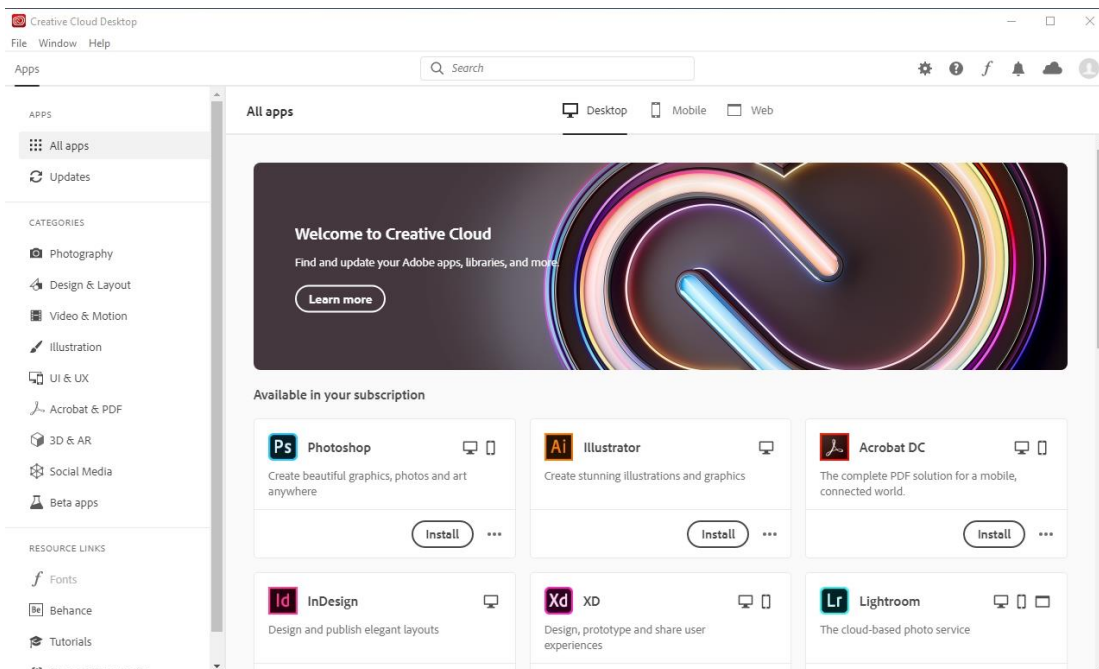 Creative Cloud Desktop
File Window Help
Apps
Search
APPS
All apps
Updates
CATEGORIES
Photography
Design & Layout
Video & Motion
Illustration
UI & UX
Acrobat & PDF
3D & AR
Social Media
Beta apps
RESOURCE LINKS
Fonts
Be Behance
Tutorials
All apps
Desktop Mobile Web
Welcome to Creative Cloud
Find and update your Adobe apps, libraries, and more.
Learn more
Available in your subscription
Ps Photoshop
Create beautiful graphics, photos and art
anywhere
Install
Ai Illustrator
Create stunning illustrations and graphics
Install
Acrobat DC
The complete PDF solution for a mobile,
connected world.
Install
Id InDesign
Design and publish elegant layouts
Xd XD
Design, prototype and share user
experiences
Lr Lightroom
The cloud-based photo service